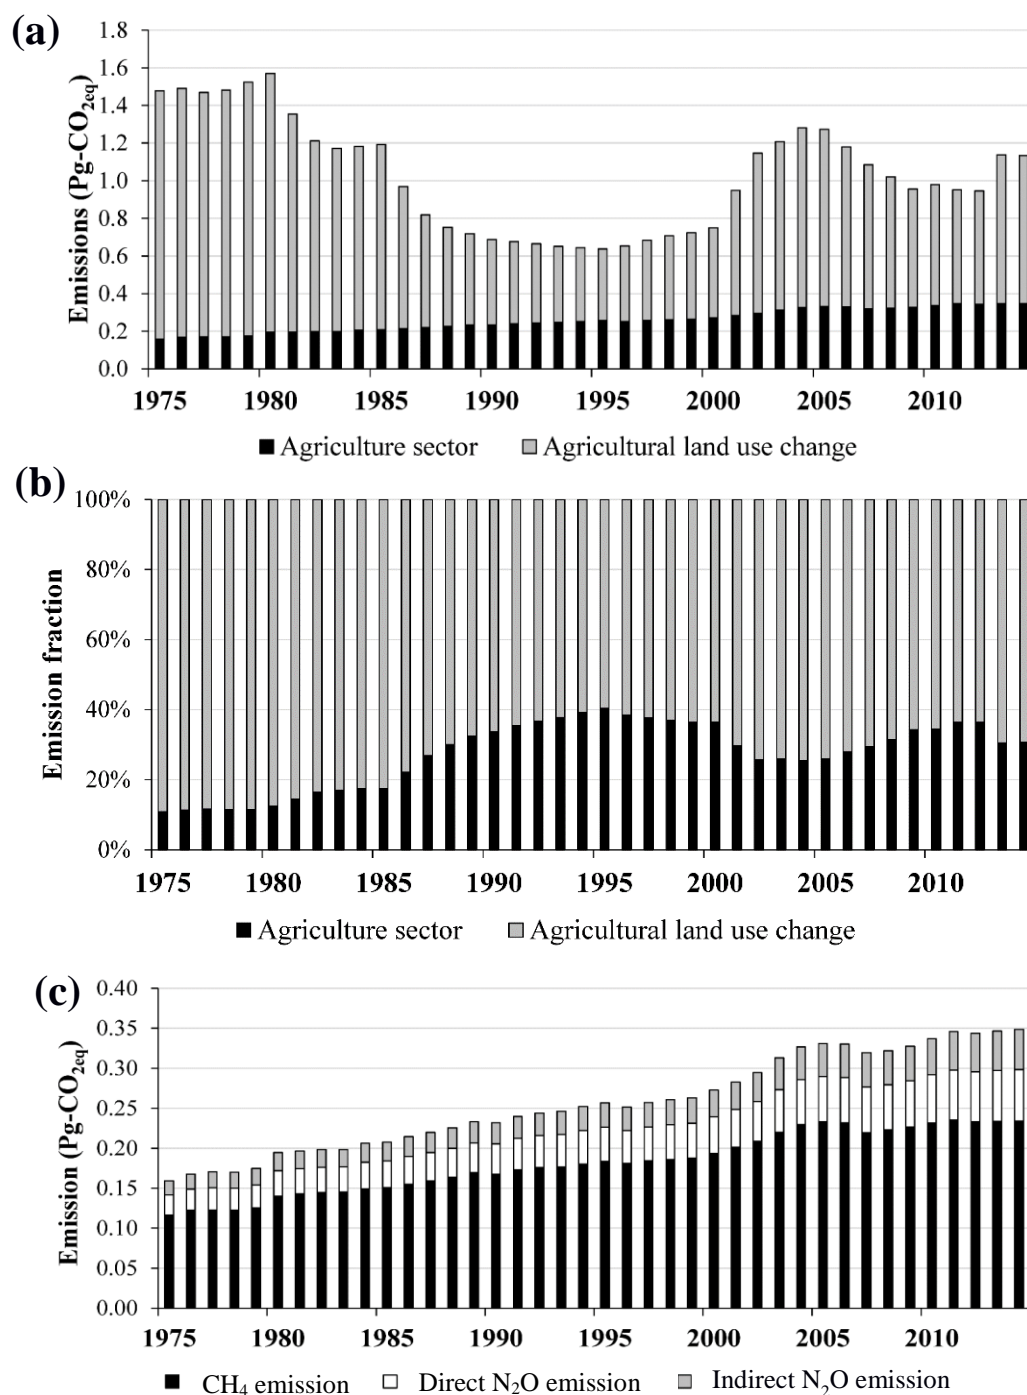 (a)
Emissions (Pg-CO2eq)
1.8
1.6
1.4
1.2
1.0
0.8
0.6
0.4
0.2
0.0
1975 1980 1985 1990 1995 2000 2005 2010
Agriculture sector Agricultural land use change
(b)
Emission fraction
100%
80%
60%
40%
20%
0%
1975 1980 1985 1990 1995 2000 2005 2010
Agriculture sector Agricultural land use change
(c)
Emission (Pg-CO2eq)
0.40
0.35
0.30
0.25
0.20
0.15
0.10
0.05
0.00
1975 1980 1985 1990 1995 2000 2005 2010
CH4 emission Direct N2O emission Indirect N2O emission